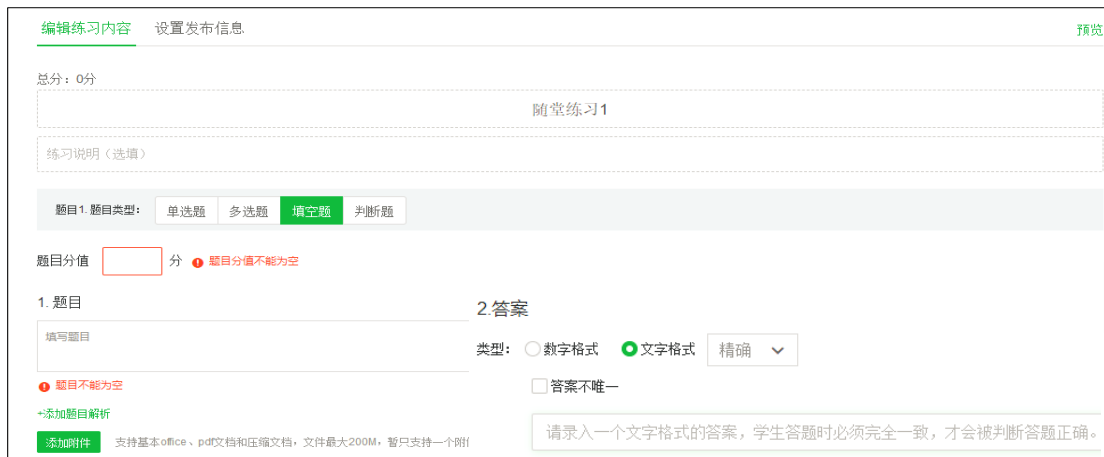 编辑练习内容 设置发布信息 预览
总分：0分
随堂练习1
练习说明（选填）
题目1. 题目类型： 单选题 多选题 填空题 判断题
题目分值 分 题目分值不能为空
1. 题目
填写题目
题目不能为空
+添加题目解析
添加附件 支持基本office、pdf文档和压缩文档，文件最大200M，暂只支持一个附
2.答案
类型： 数字格式 文字格式 精确
答案不唯一
请录入一个文字格式的答案，学生答题时必须完全一致，才会被判断答题正确。